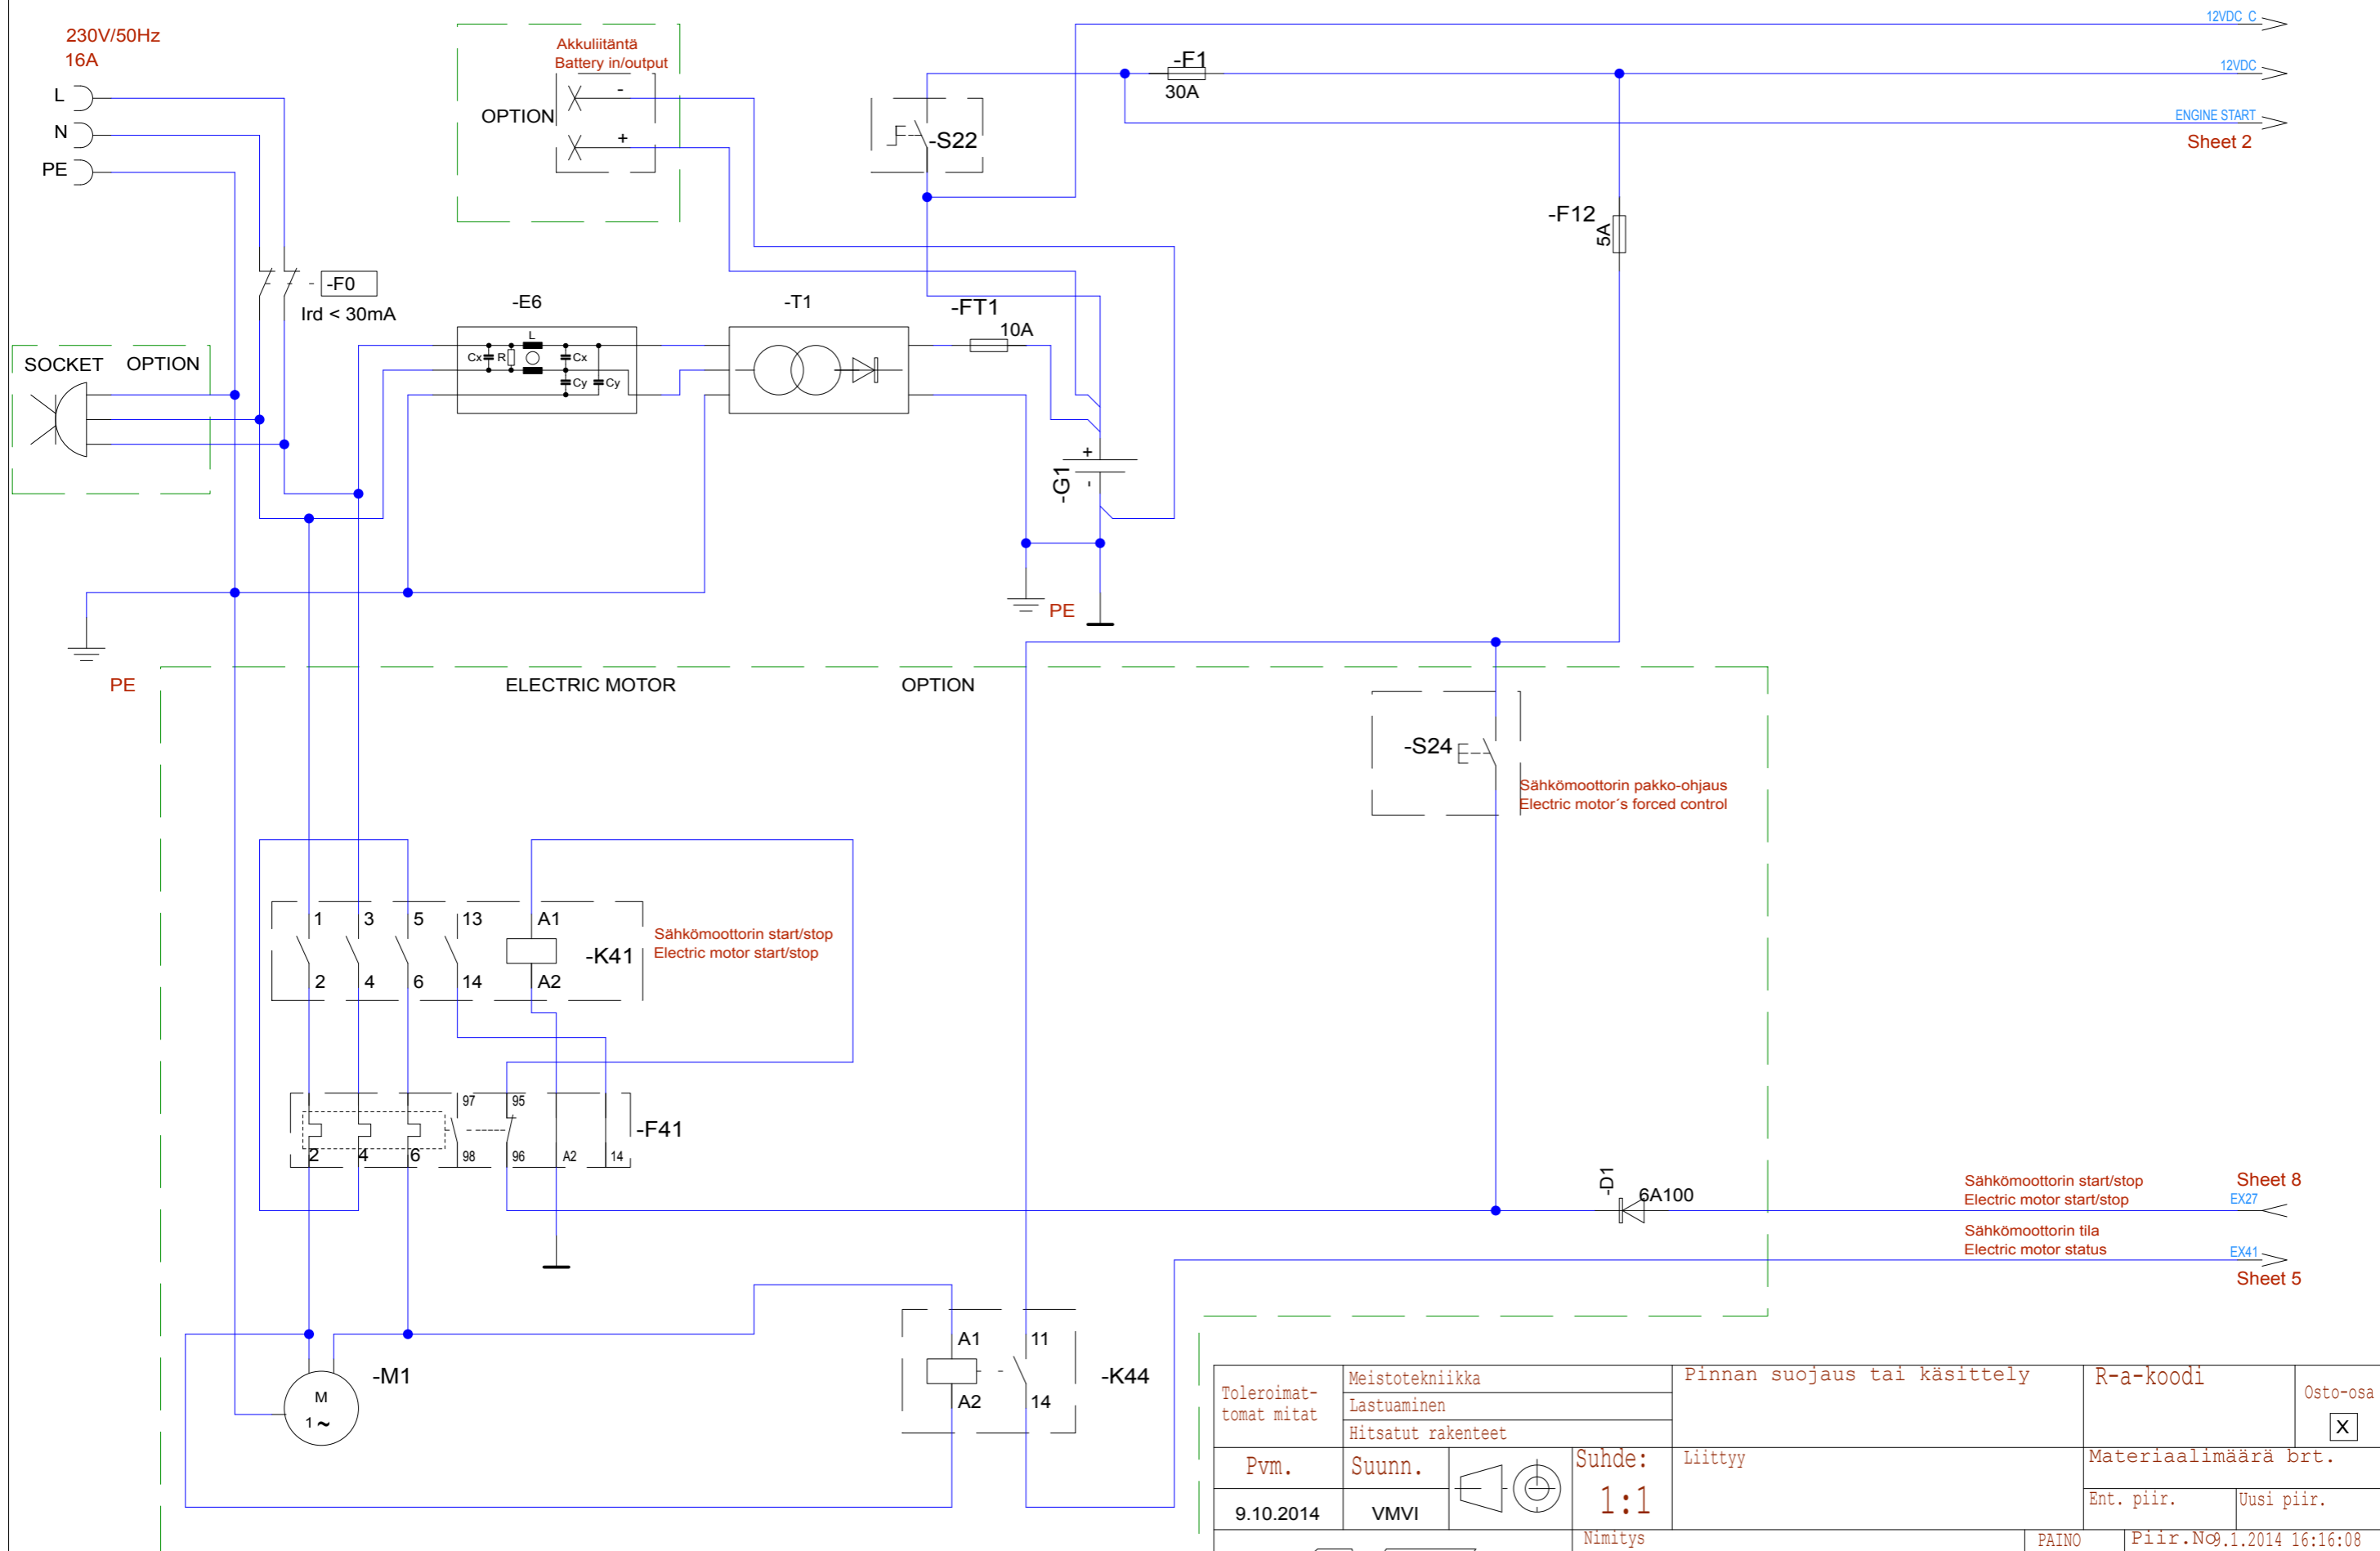 230V/50Hz
16A
L
N
PE
Akkuliitäntä
Battery in/output
OPTION
-
+
-S22
-F1
30A
12VDC C
12VDC
ENGINE START
Sheet 2
-F12
5A
-F0
Ird < 30mA
SOCKET OPTION
-E6
L
Cx R Cx
Cy Cy
-T1
-FT1
10A
+
-
-G1
PE
PE
ELECTRIC MOTOR OPTION
-S24
Sähkömoottorin pakko-ohjaus
Electric motor´s forced control
1 3 5 13 A1
2 4 6 14 A2
-K41
Sähkömoottorin start/stop
Electric motor start/stop
97 95
2 4 6 98 96 A2 14
-F41
-D1
6A100
Sähkömoottorin start/stop
Electric motor start/stop
Sheet 8
EX27
Sähkömoottorin tila
Electric motor status
EX41
Sheet 5
-M1
M
1~
A1 11
A2 14
-K44
Toleroimat-
tomat mitat
Meistotekniikka
Lastuaminen
Hitsatut rakenteet
Pinnan suojaus tai käsittely
R-a-koodi
Osto-osa
X
Pvm.
Suunn.
Suhde:
1:1
Liittyy
Materiaalimäärä brt.
9.10.2014
VMVI
Ent. piir.
Uusi piir.
Nimitys
PAINO
Piir.No
9.1.2014 16:16:08